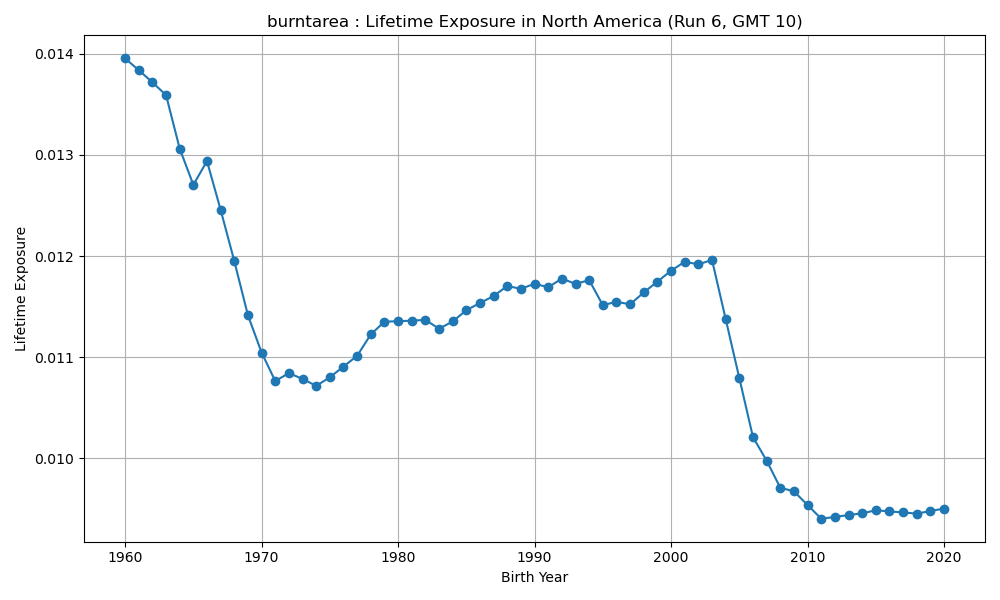 burntarea : Lifetime Exposure in North America (Run 6, GMT 10)
0.014
0.013
0.012
0.011
0.010
Lifetime Exposure
1960 1970 1980 1990 2000 2010 2020
Birth Year